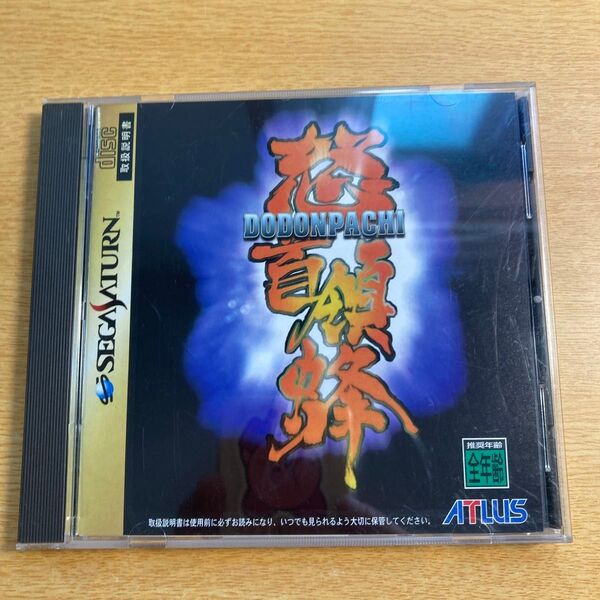 disc
取扱説明書
SEGA SATURN™
怒首領蜂
DODONPACHI
推奨年齢
全年齢
ATLUS
取扱説明書は使用前に必ずお読みになり、いつでも見られるよう大切に保管してください。